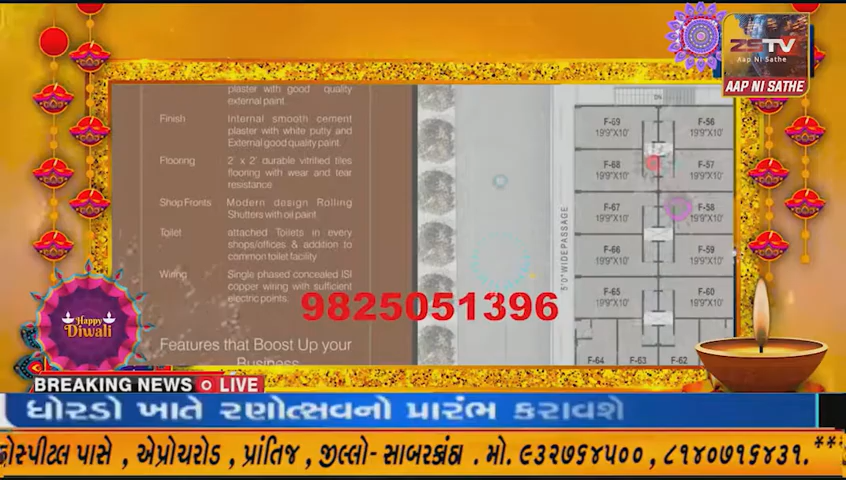 ZSTV
Aap Ni Sathe
AAP NI SATHE
plaster with good quality
external paint.
Finish Internal smooth cement
plaster with white putty and
External good quality paint.
Flooring 2' x 2' durable vitrified tiles
flooring with wear and tear
resistance
Shop Fronts Modern design Rolling
Shutters with oil paint
Toilet attached Toilets in every
shops/offices & addition to
common toilet facility
Wiring Single phased concealed ISI
copper wiring with sufficient
electric points.
Features that Boost Up your
Business
5'0" WIDE PASSAGE
DN
F-69 19'9"X10' F-56 19'9"X10'
F-68 19'9"X10' F-57 19'9"X10'
F-67 19'9"X10' F-58 19'9"X10'
F-66 19'9"X10' F-59 19'9"X10'
F-65 19'9"X10' F-60 19'9"X10'
F-64 F-63 F-62
9825051396
Happy
Diwali
BREAKING NEWS LIVE
ધોરડો ખાતે રણોત્સવનો પ્રારંભ કરાવશે
હોસ્પીટલ પાસે , એપ્રોચરોડ , પ્રાંતિજ , જીલ્લો- સાબરકાંઠા . મો. ૯૩૨૭૬૪૫૦૦ , ૮૧૪૦૭૧૬૪૩૧.**